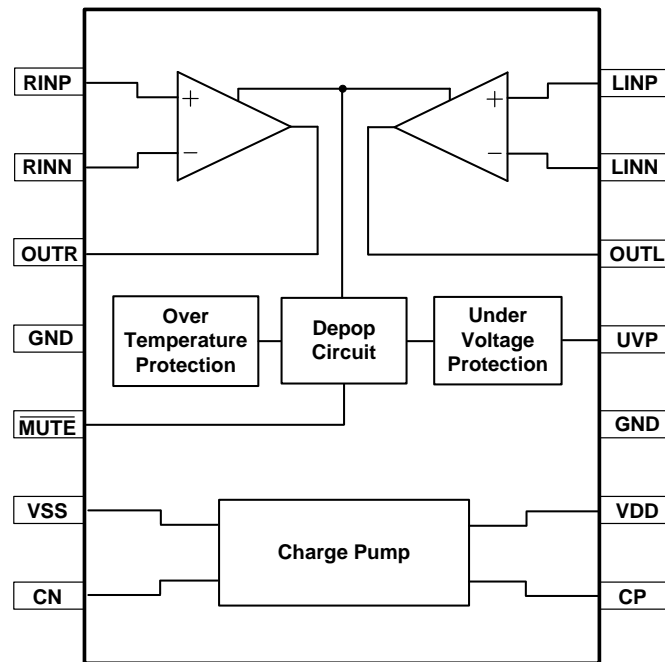 RINP
LINP
+
+
RINN
LINN
−
−
OUTR
OUTL
GND
Over
Temperature
Protection
Depop
Circuit
Under
Voltage
Protection
UVP
MUTE
GND
VSS
VDD
Charge Pump
CN
CP